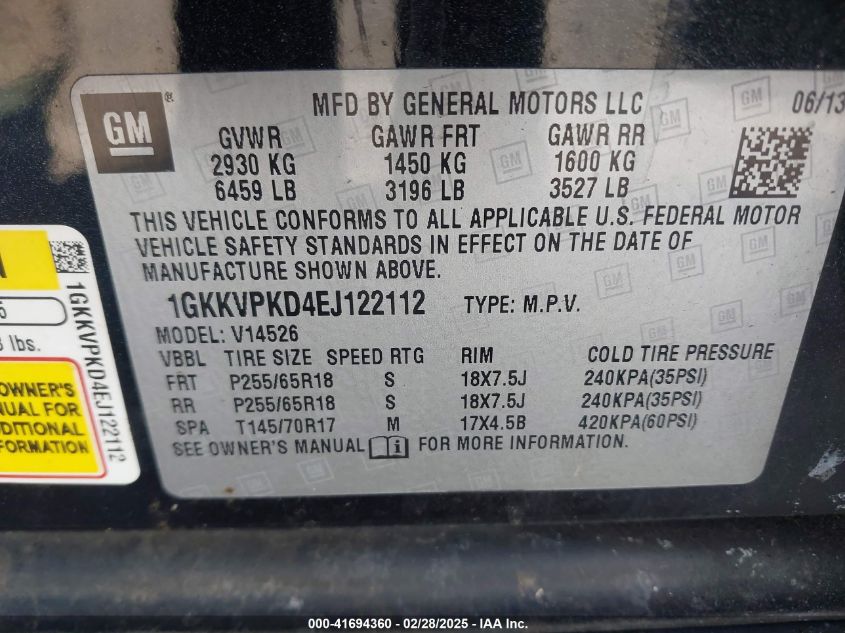 GM ®
MFD BY GENERAL MOTORS LLC 06/13
GVWR GAWR FRT GAWR RR
2930 KG 1450 KG 1600 KG
6459 LB 3196 LB 3527 LB
THIS VEHICLE CONFORMS TO ALL APPLICABLE U.S. FEDERAL MOTOR
VEHICLE SAFETY STANDARDS IN EFFECT ON THE DATE OF
MANUFACTURE SHOWN ABOVE.
1GKKVPKD4EJ122112 TYPE: M.P.V.
MODEL: V14526
VBBL TIRE SIZE SPEED RTG RIM COLD TIRE PRESSURE
FRT P255/65R18 S 18X7.5J 240KPA(35PSI)
RR P255/65R18 S 18X7.5J 240KPA(35PSI)
SPA T145/70R17 M 17X4.5B 420KPA(60PSI)
SEE OWNER'S MANUAL i FOR MORE INFORMATION.
1GKKVPKD4EJ122112
lbs.
OWNER'S
FOR
000-41694360 - 02/28/2025 - IAA Inc.